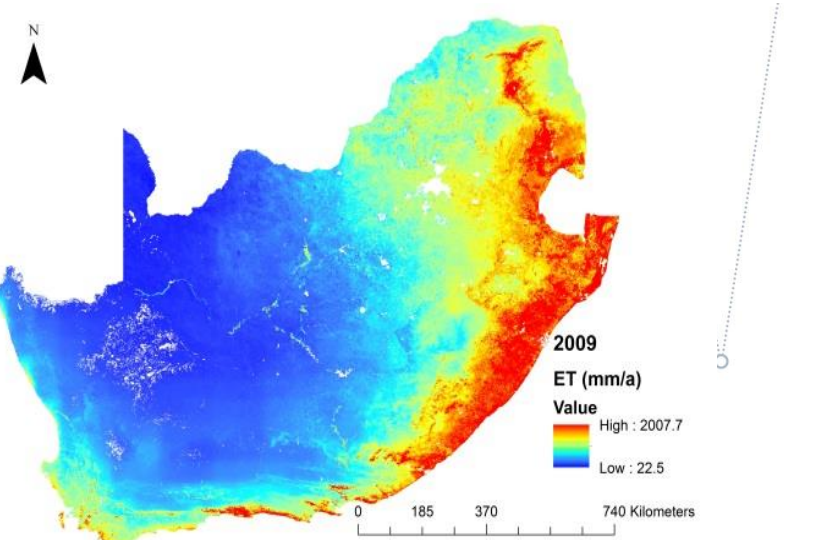 N
2009
ET (mm/a)
Value
High : 2007.7
Low : 22.5
0 185 370 740 Kilometers